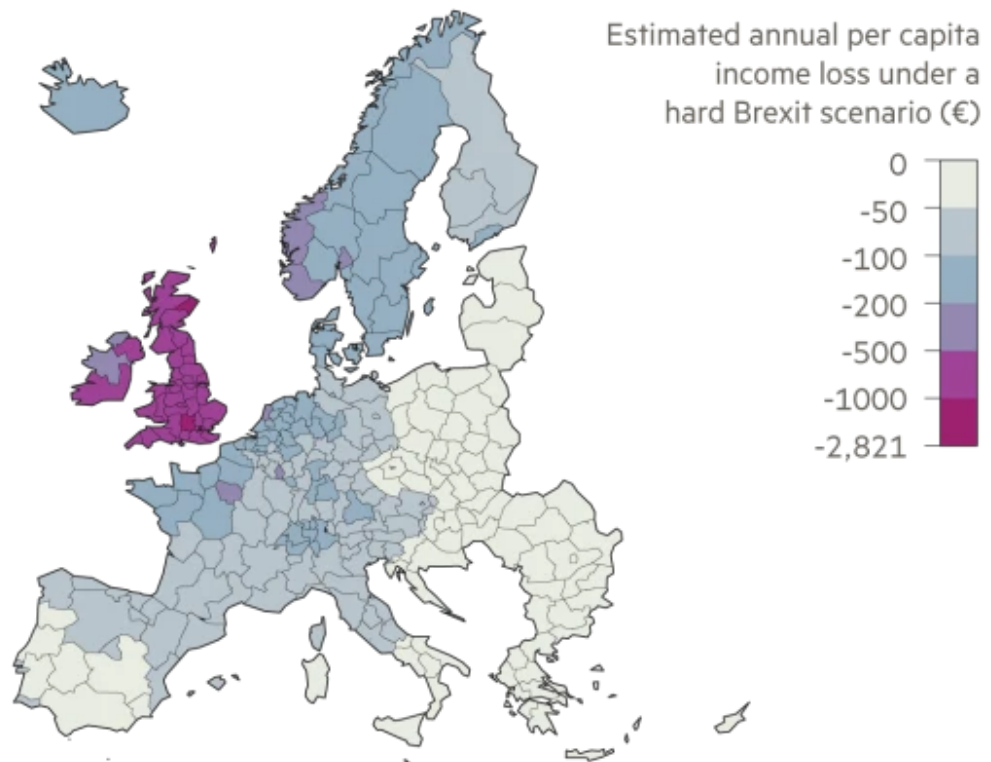 Estimated annual per capita
income loss under a
hard Brexit scenario (€)
0
-50
-100
-200
-500
-1000
-2,821